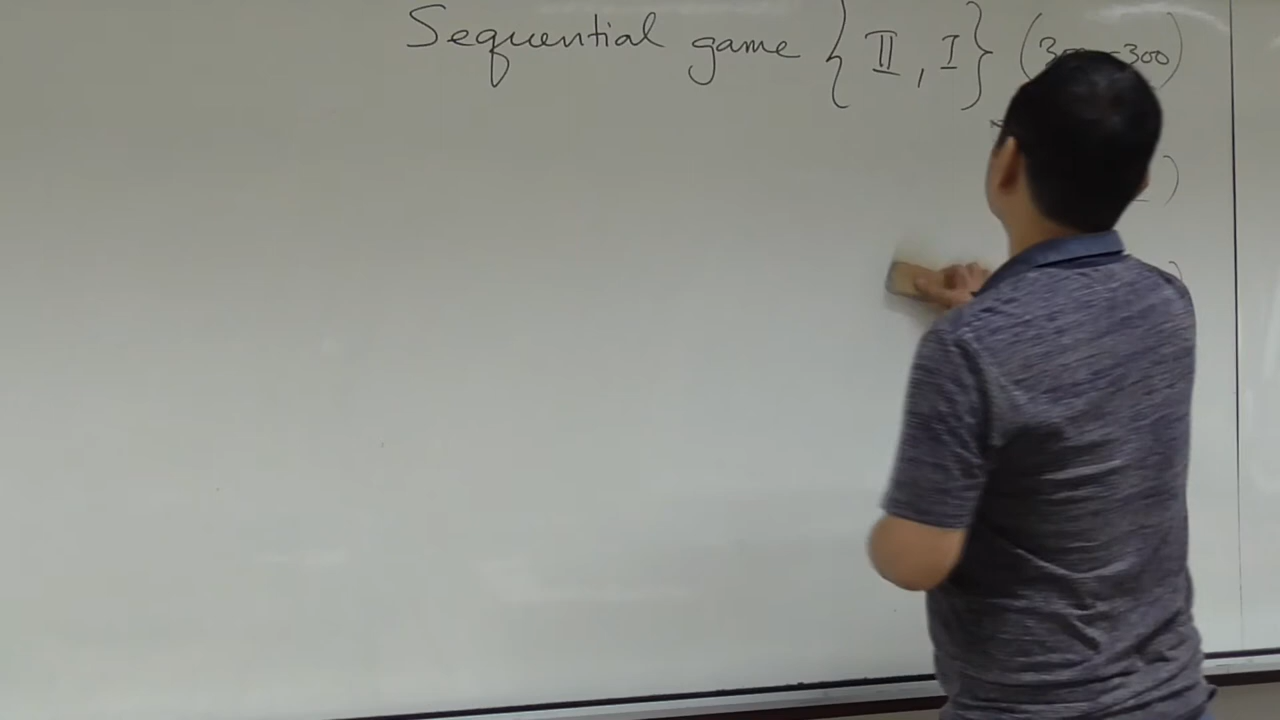 Sequential game { II , I } (300 -300)
)
)